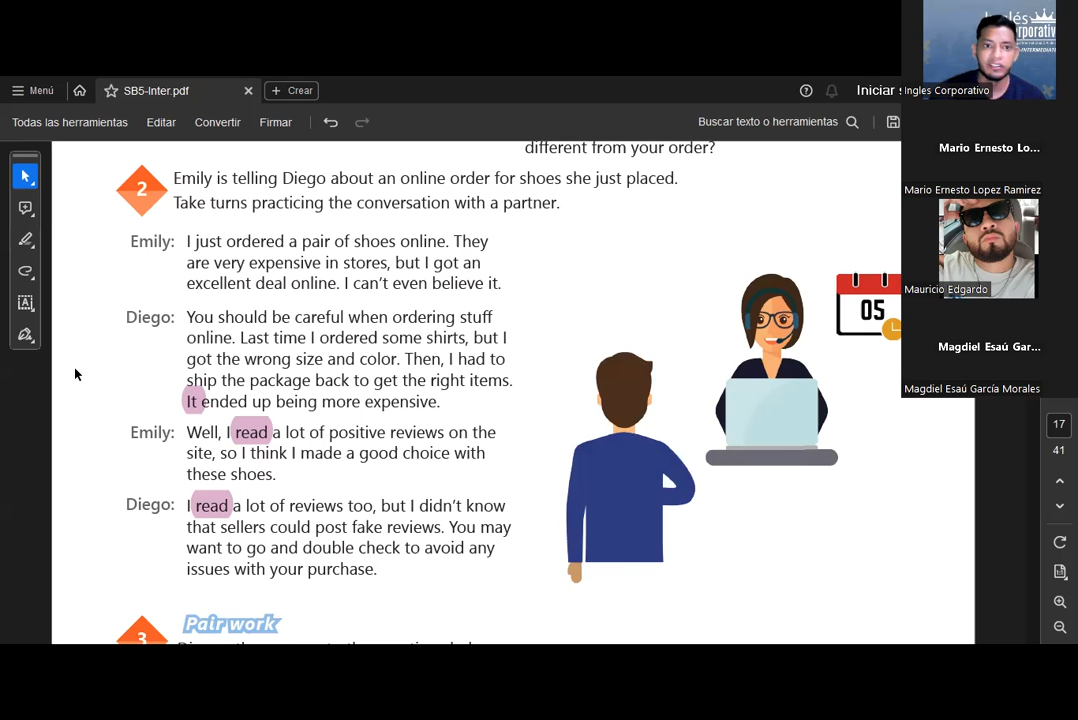 Menú
SB5-Inter.pdf
Crear
Iniciar
Todas las herramientas
Editar
Convertir
Firmar
Buscar texto o herramientas
different from your order?
2
Emily is telling Diego about an online order for shoes she just placed.
Take turns practicing the conversation with a partner.
Emily: I just ordered a pair of shoes online. They
are very expensive in stores, but I got an
excellent deal online. I can't even believe it.
Diego: You should be careful when ordering stuff
online. Last time I ordered some shirts, but I
got the wrong size and color. Then, I had to
ship the package back to get the right items.
It ended up being more expensive.
Emily: Well, I read a lot of positive reviews on the
site, so I think I made a good choice with
these shoes.
Diego: I read a lot of reviews too, but I didn't know
that sellers could post fake reviews. You may
want to go and double check to avoid any
issues with your purchase.
05
3
Pair work
Ingles Corporativo
Mario Ernesto Lo...
Mario Ernesto Lopez Ramirez
Mauricio Edgardo
Magdiel Esaú Gar...
Magdiel Esaú García Morales
17
41